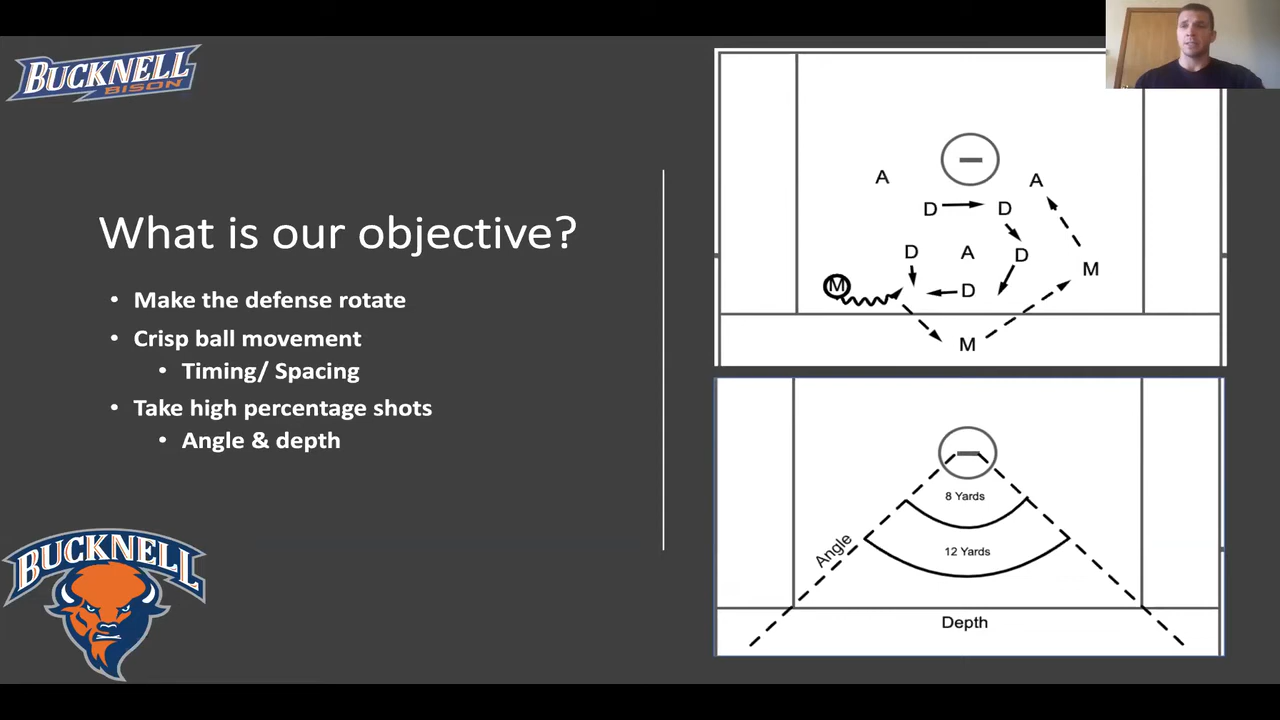 BUCKNELL
BISON
What is our objective?
• Make the defense rotate
• Crisp ball movement
• Timing/ Spacing
• Take high percentage shots
• Angle & depth
BUCKNELL
A A
D D
D A D
M D M
M
8 Yards
12 Yards
Angle
Depth